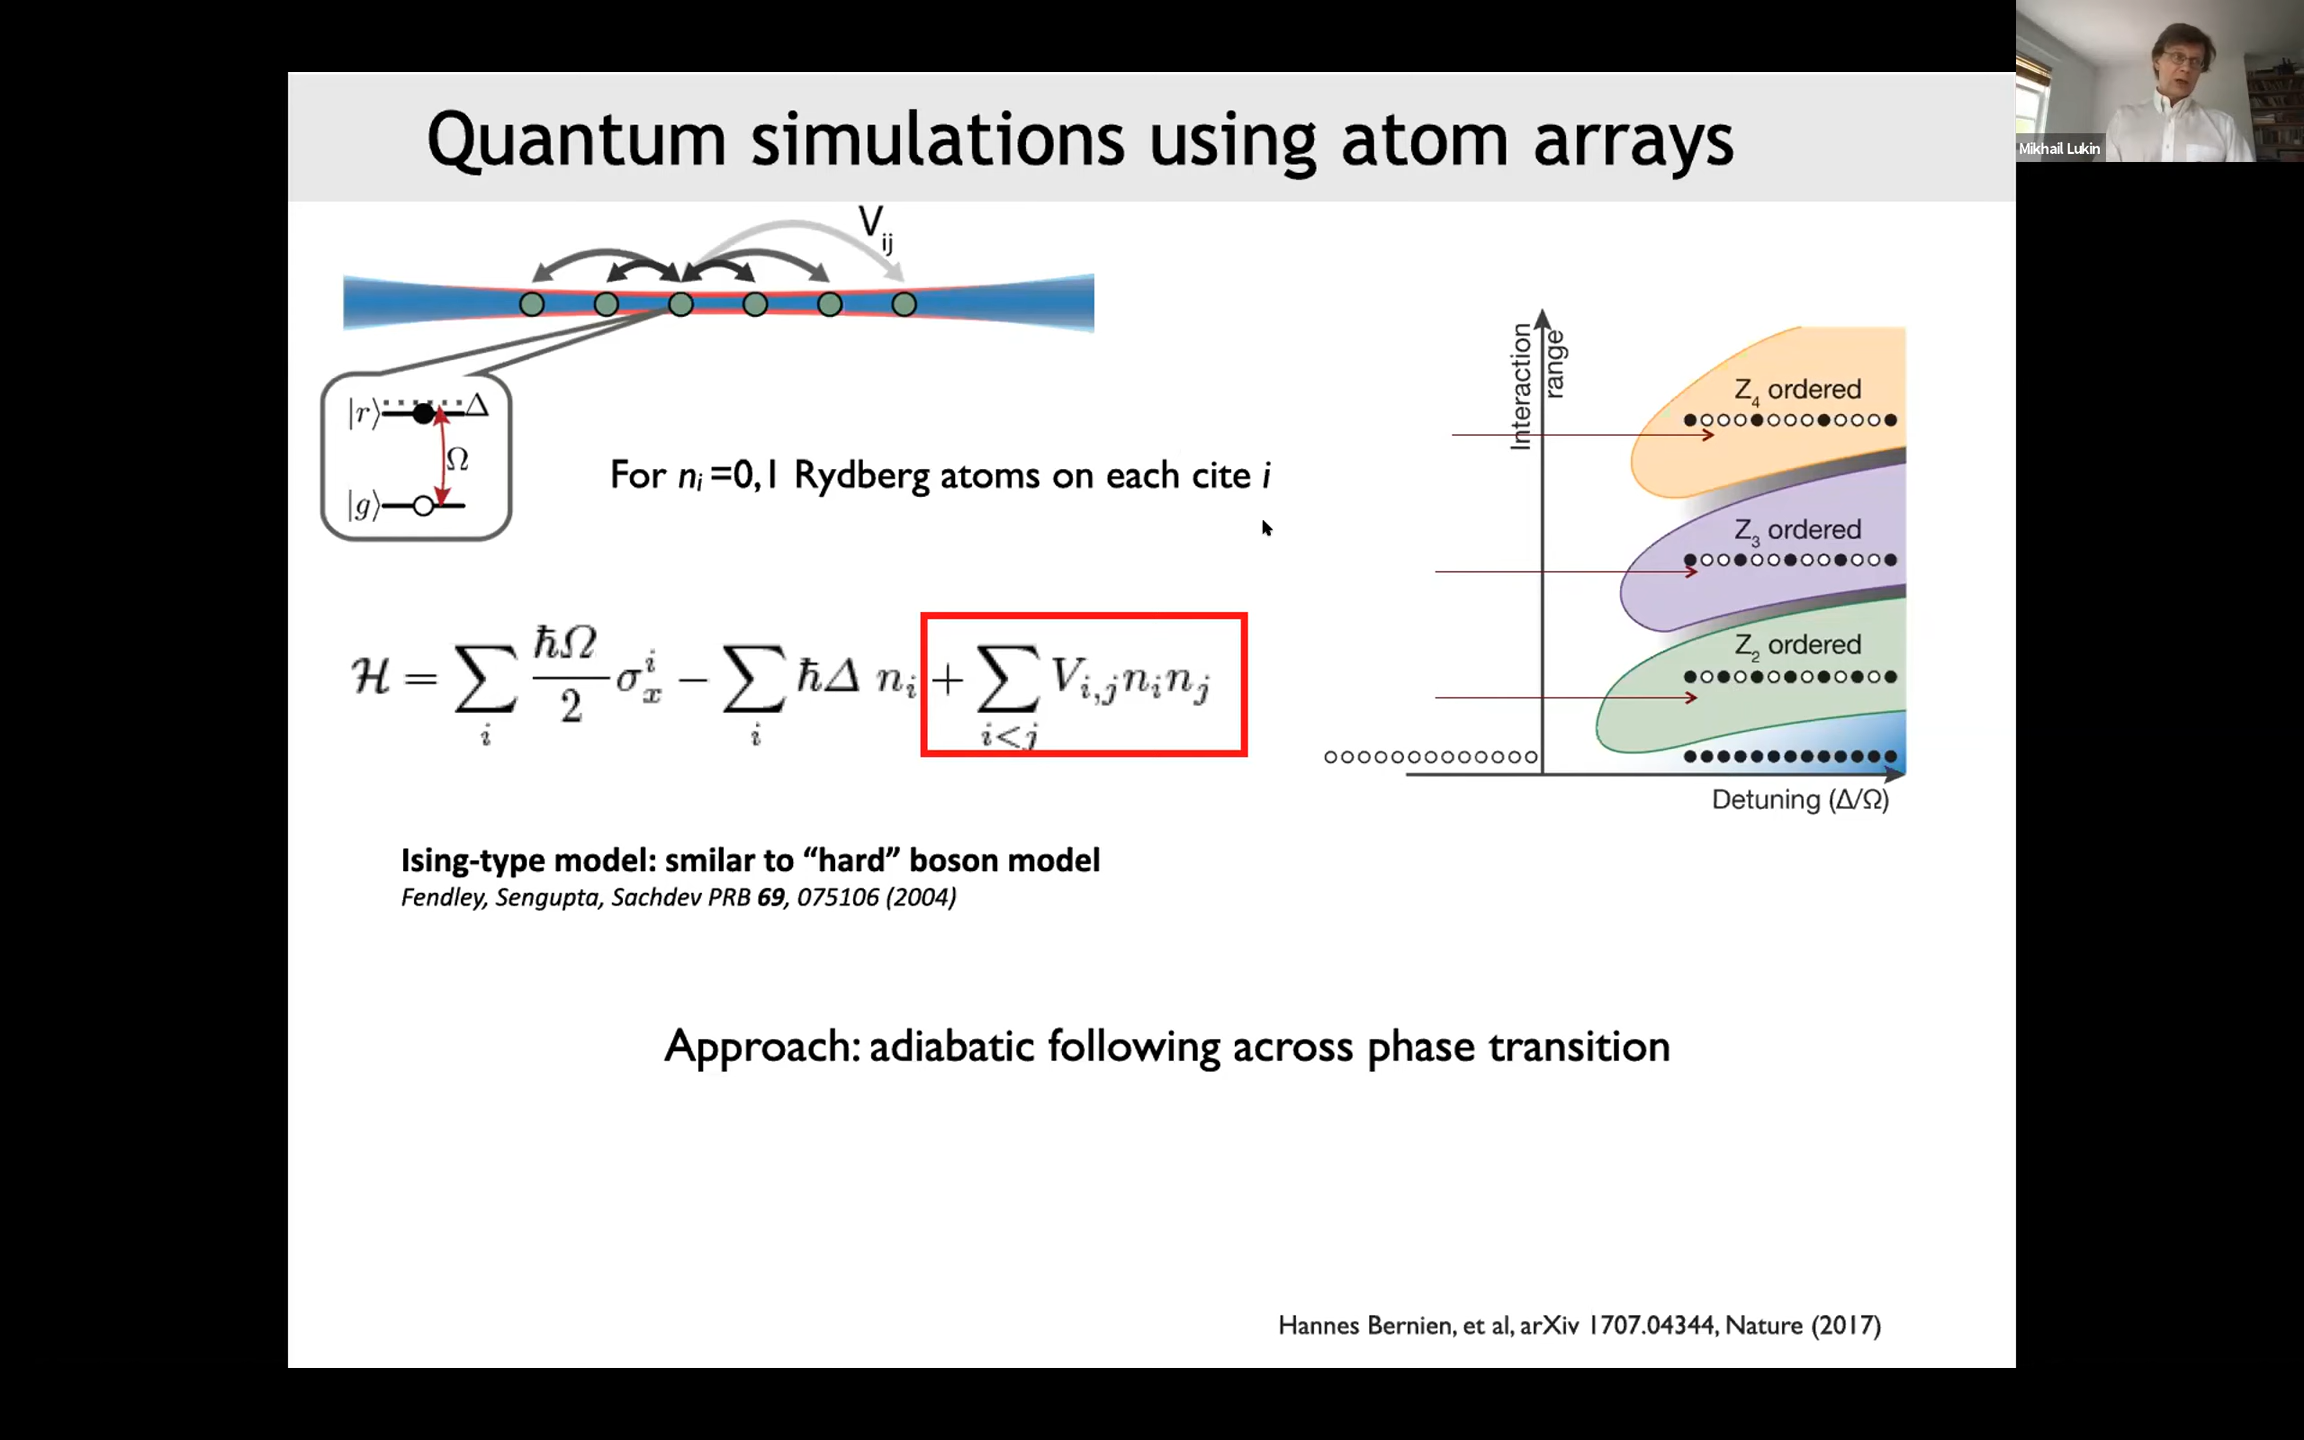 Mikhail Lukin
Quantum simulations using atom arrays
V_ij
|r⟩ Δ
Ω
|g⟩
For n_i =0,1 Rydberg atoms on each cite i
ℋ = ∑_i ħΩ/2 σ_x^i − ∑_i ħΔ n_i + ∑_{i<j} V_{i,j} n_i n_j
Interaction
range
Z_4 ordered
Z_3 ordered
Z_2 ordered
Detuning (Δ/Ω)
Ising-type model: smilar to “hard” boson model
Fendley, Sengupta, Sachdev PRB 69, 075106 (2004)
Approach: adiabatic following across phase transition
Hannes Bernien, et al, arXiv 1707.04344, Nature (2017)